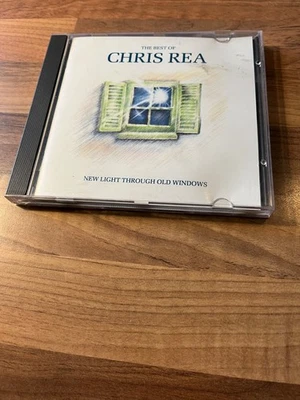 THE BEST OF
CHRIS REA
NEW LIGHT THROUGH OLD WINDOWS